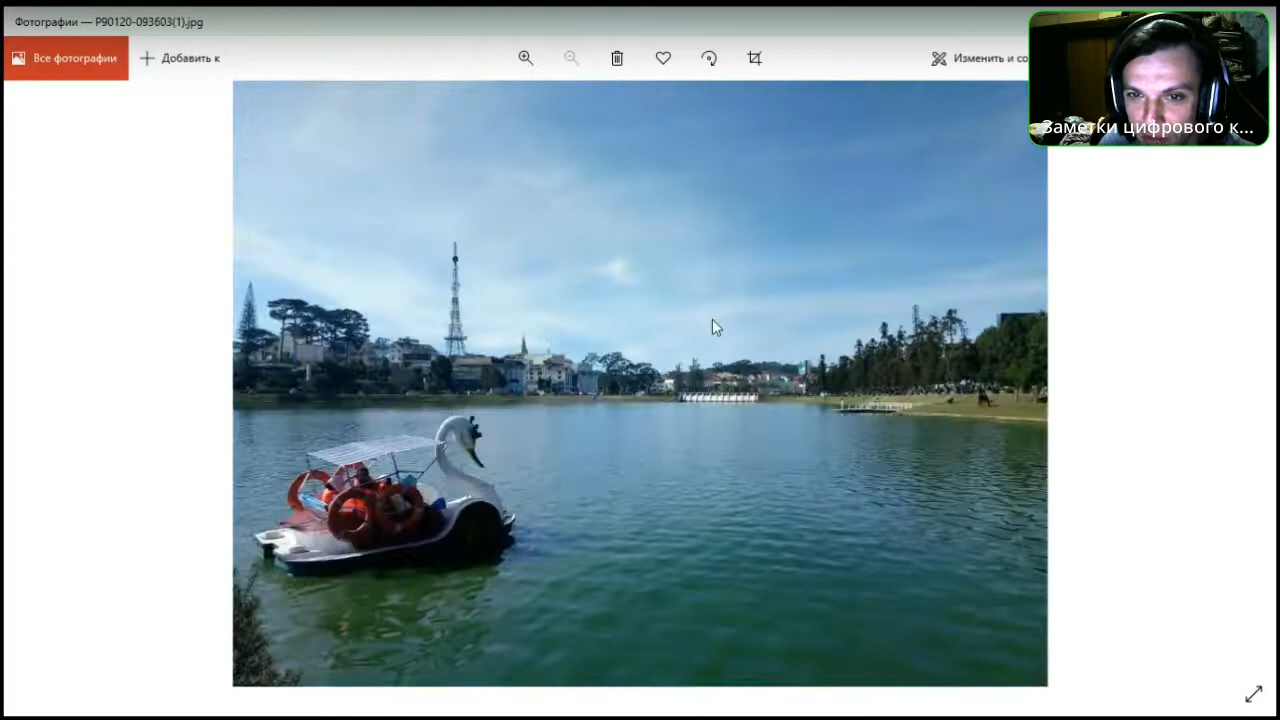 Фотографии — P90120-093603(1).jpg
Все фотографии
Добавить к
Изменить и со
Заметки цифрового к...